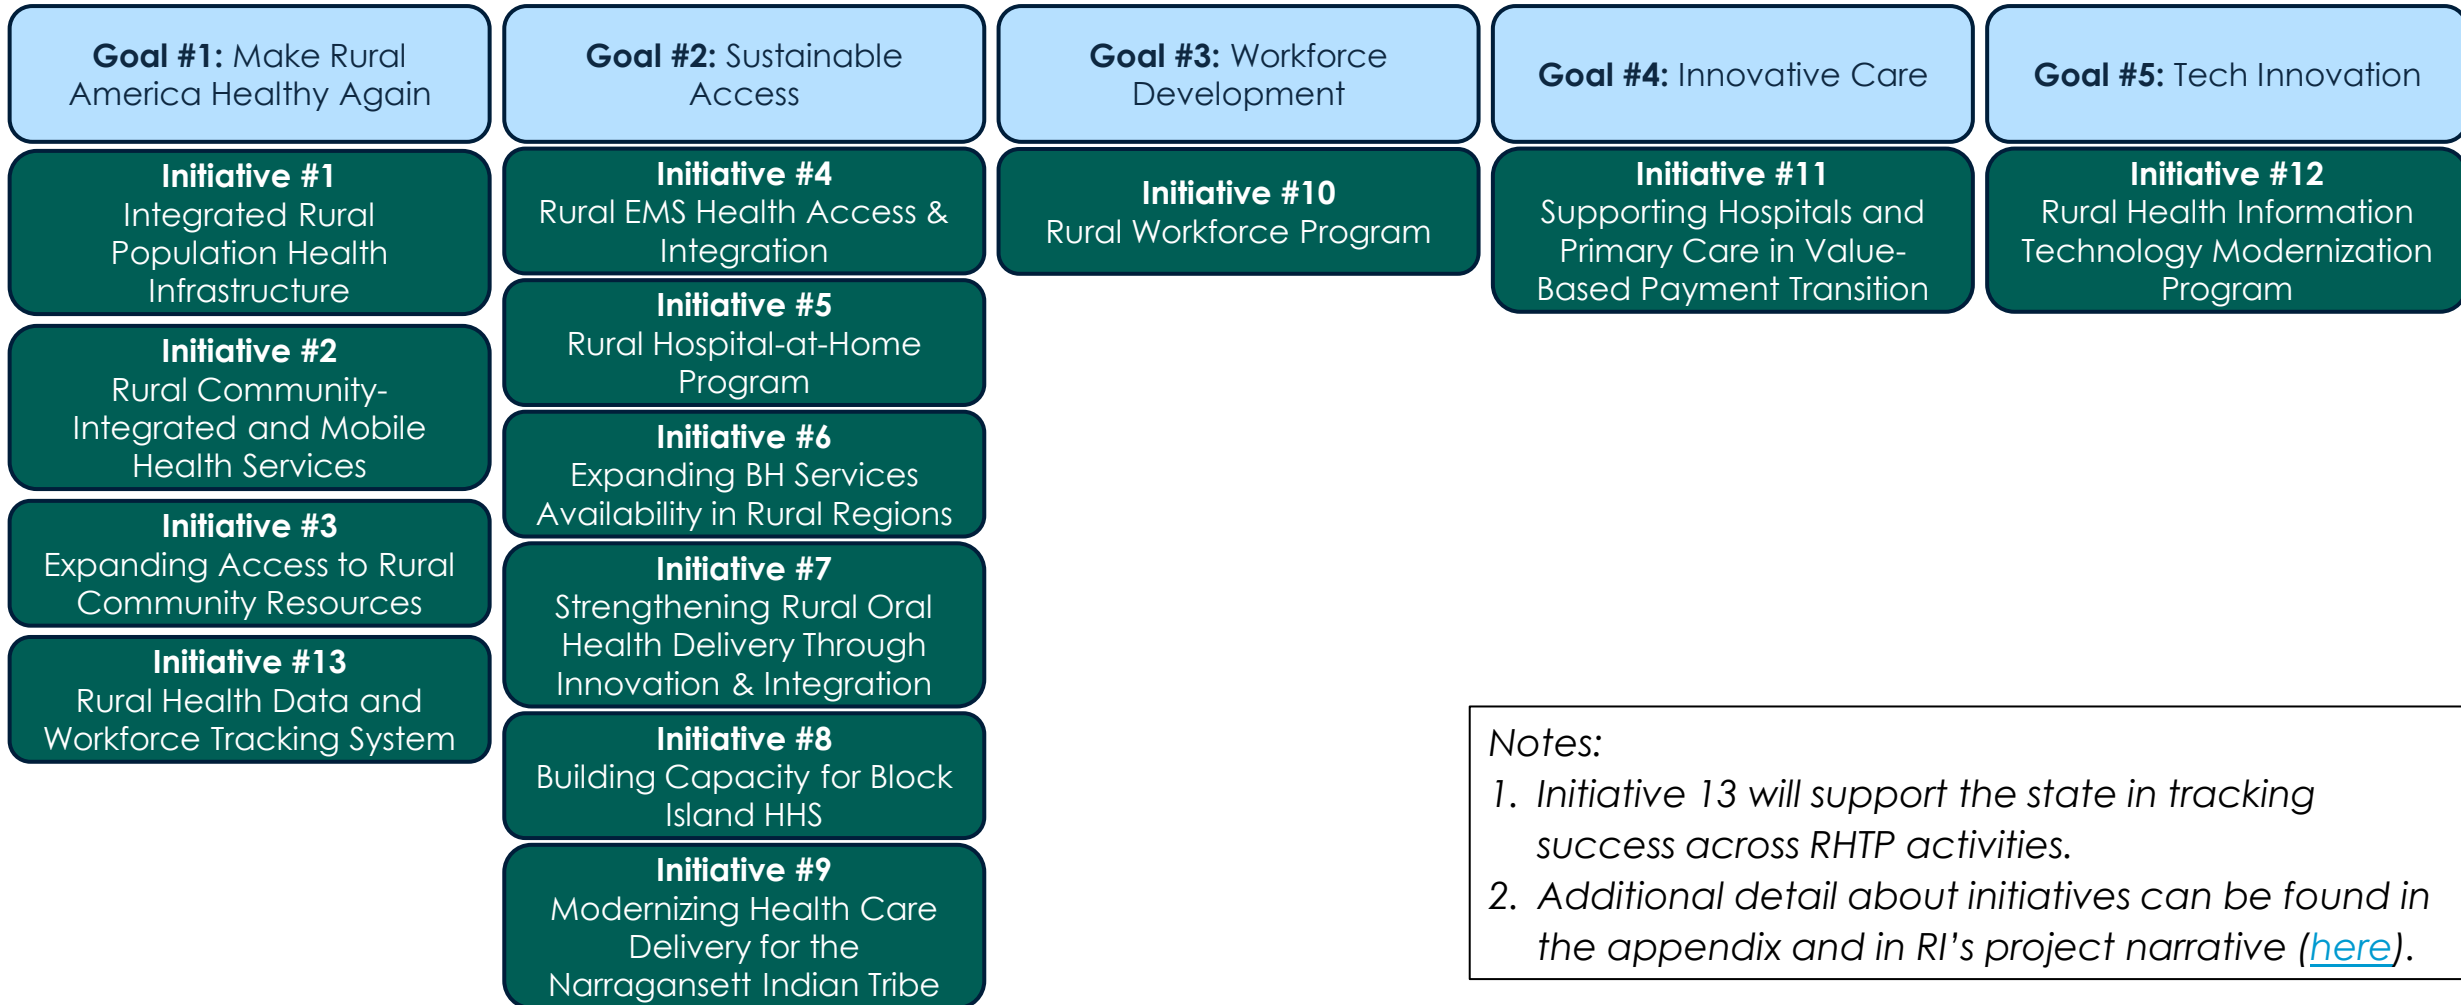 Goal #1: Make Rural
America Healthy Again
Initiative #1
Integrated Rural
Population Health
Infrastructure
Initiative #2
Rural Community-
Integrated and Mobile
Health Services
Initiative #3
Expanding Access to Rural
Community Resources
Initiative #13
Rural Health Data and
Workforce Tracking System
Goal #2: Sustainable
Access
Initiative #4
Rural EMS Health Access &
Integration
Initiative #5
Rural Hospital-at-Home
Program
Initiative #6
Expanding BH Services
Availability in Rural Regions
Initiative #7
Strengthening Rural Oral
Health Delivery Through
Innovation & Integration
Initiative #8
Building Capacity for Block
Island HHS
Initiative #9
Modernizing Health Care
Delivery for the
Narragansett Indian Tribe
Goal #3: Workforce
Development
Initiative #10
Rural Workforce Program
Goal #4: Innovative Care
Initiative #11
Supporting Hospitals and
Primary Care in Value-
Based Payment Transition
Goal #5: Tech Innovation
Initiative #12
Rural Health Information
Technology Modernization
Program
Notes:
1. Initiative 13 will support the state in tracking
success across RHTP activities.
2. Additional detail about initiatives can be found in
the appendix and in RI's project narrative (here).